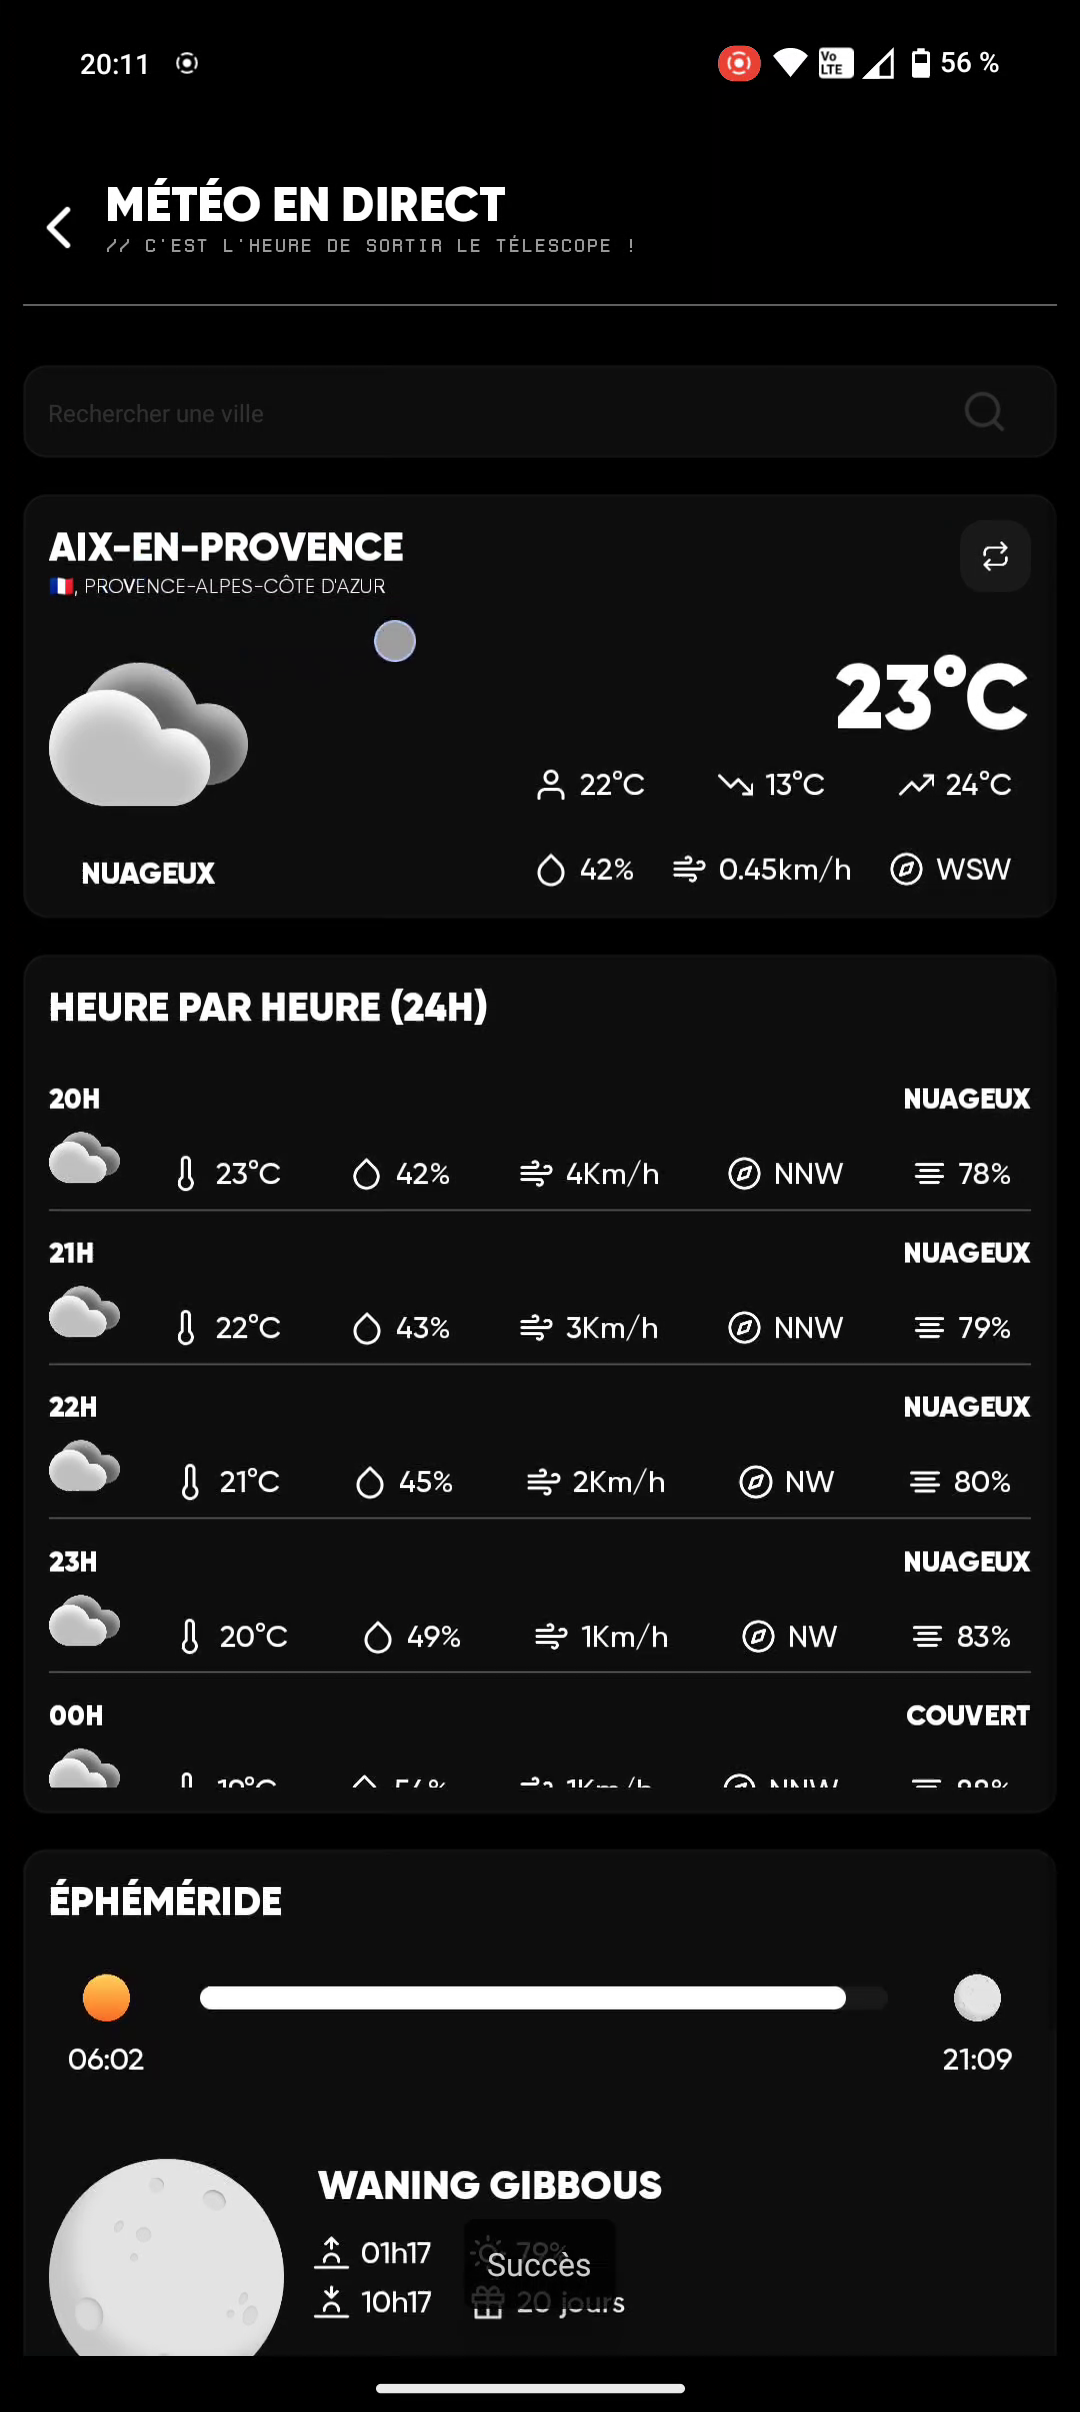 20:11
Vo LTE
56 %
MÉTÉO EN DIRECT
// C'EST L'HEURE DE SORTIR LE TÉLESCOPE !
Rechercher une ville
AIX-EN-PROVENCE
, PROVENCE-ALPES-CÔTE D'AZUR
23°C
22°C 13°C 24°C
NUAGEUX
42% 0.45km/h WSW
HEURE PAR HEURE (24H)
20H NUAGEUX
23°C 42% 4Km/h NNW 78%
21H NUAGEUX
22°C 43% 3Km/h NNW 79%
22H NUAGEUX
21°C 45% 2Km/h NW 80%
23H NUAGEUX
20°C 49% 1Km/h NW 83%
00H COUVERT
1Km/h NNW
ÉPHÉMÉRIDE
06:02 21:09
WANING GIBBOUS
01h17 79%
Succès
10h17 20 jours